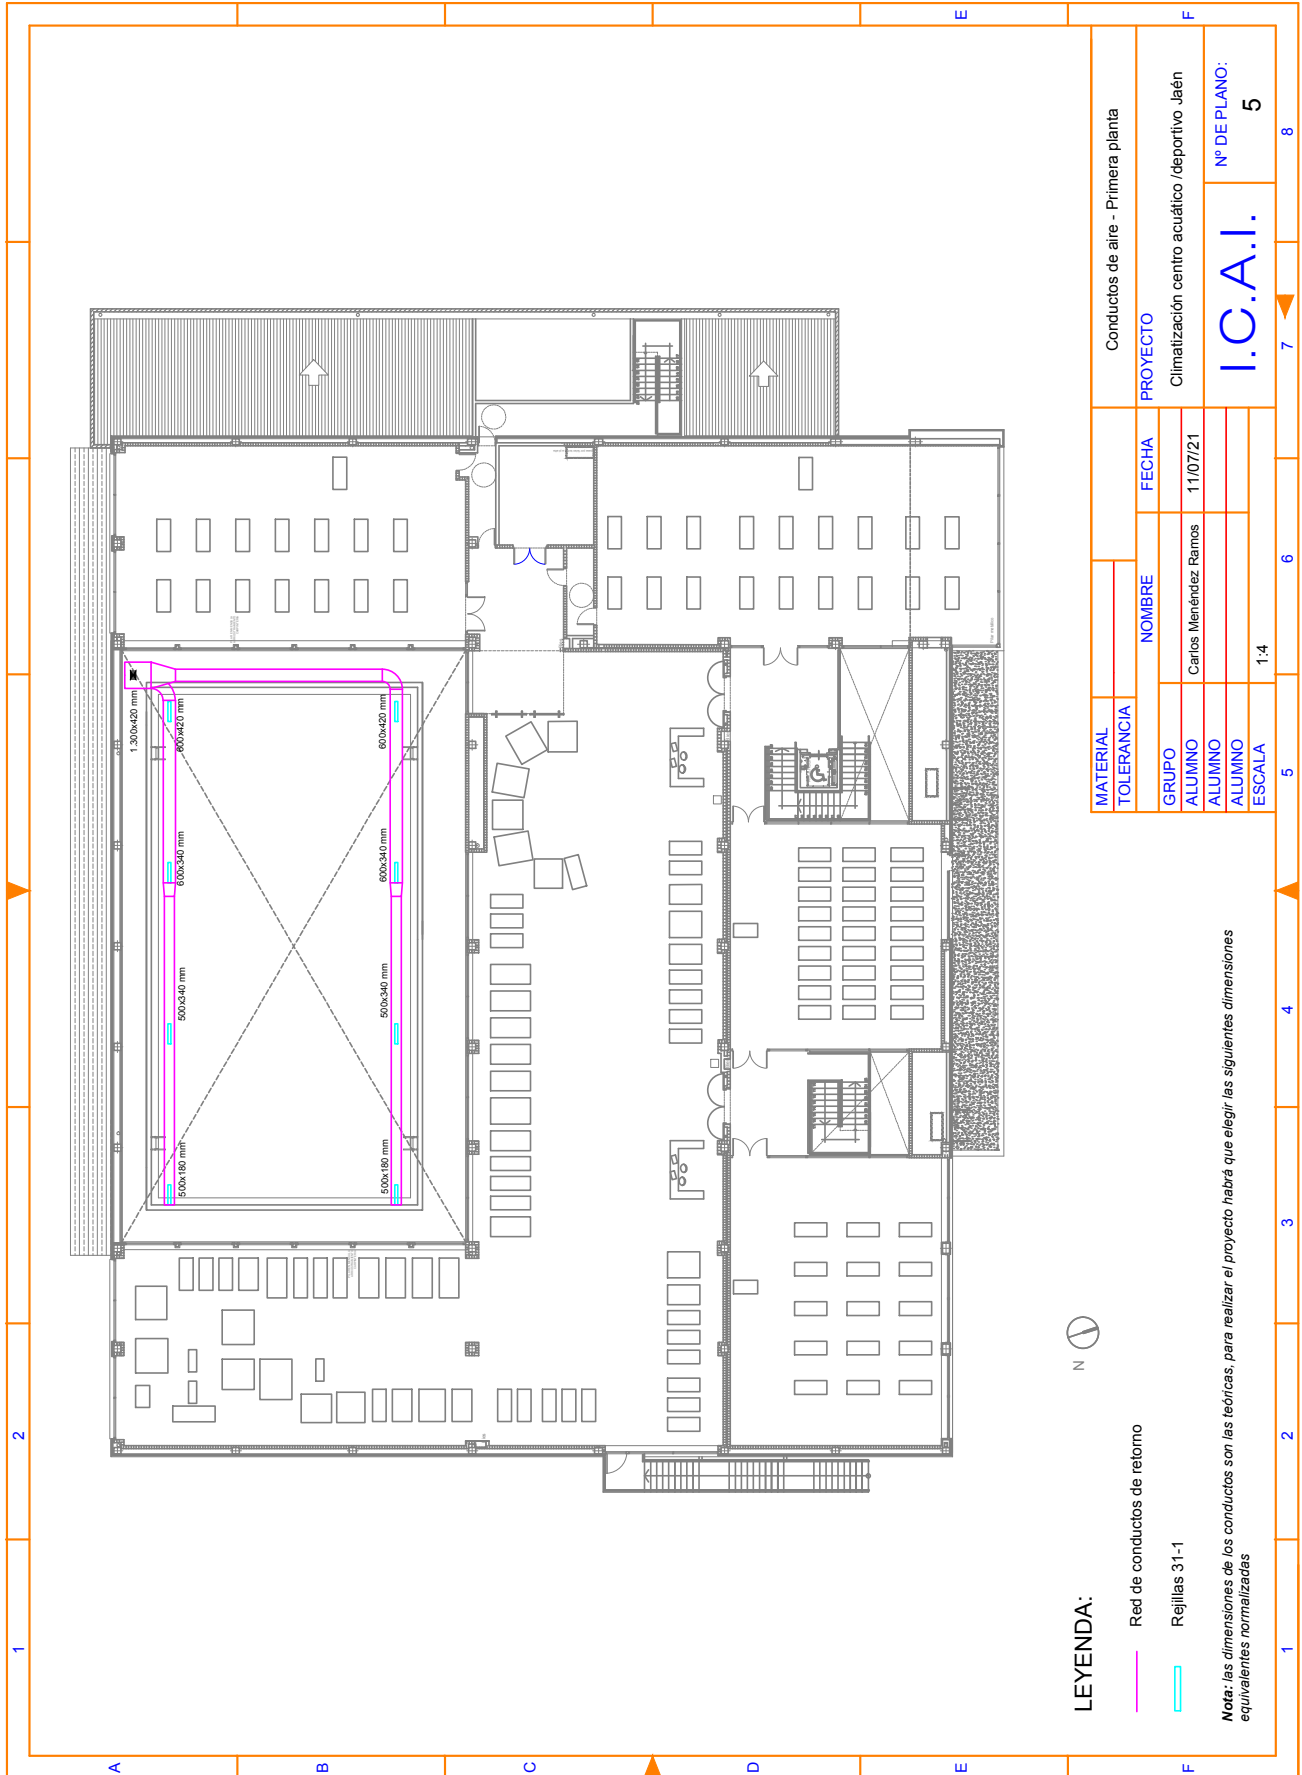 1
2
A
B
C
D
E
F
E
F
1
2
3
4
5
6
7
8
1.300x420 mm
600x420 mm
600x340 mm
500x340 mm
500x180 mm
600x420 mm
600x340 mm
500x340 mm
500x180 mm
N
LEYENDA:
Red de conductos de retorno
Rejillas 31-1
Nota: las dimensiones de los conductos son las teóricas, para realizar el proyecto habrá que elegir las siguientes dimensiones
equivalentes normalizadas
MATERIAL
TOLERANCIA
Conductos de aire - Primera planta
NOMBRE
FECHA
PROYECTO
GRUPO
Climatización centro acuático /deportivo Jaén
ALUMNO
Carlos Menéndez Ramos
11/07/21
ALUMNO
ALUMNO
I.C.A.I.
Nº DE PLANO:
5
ESCALA
1:4